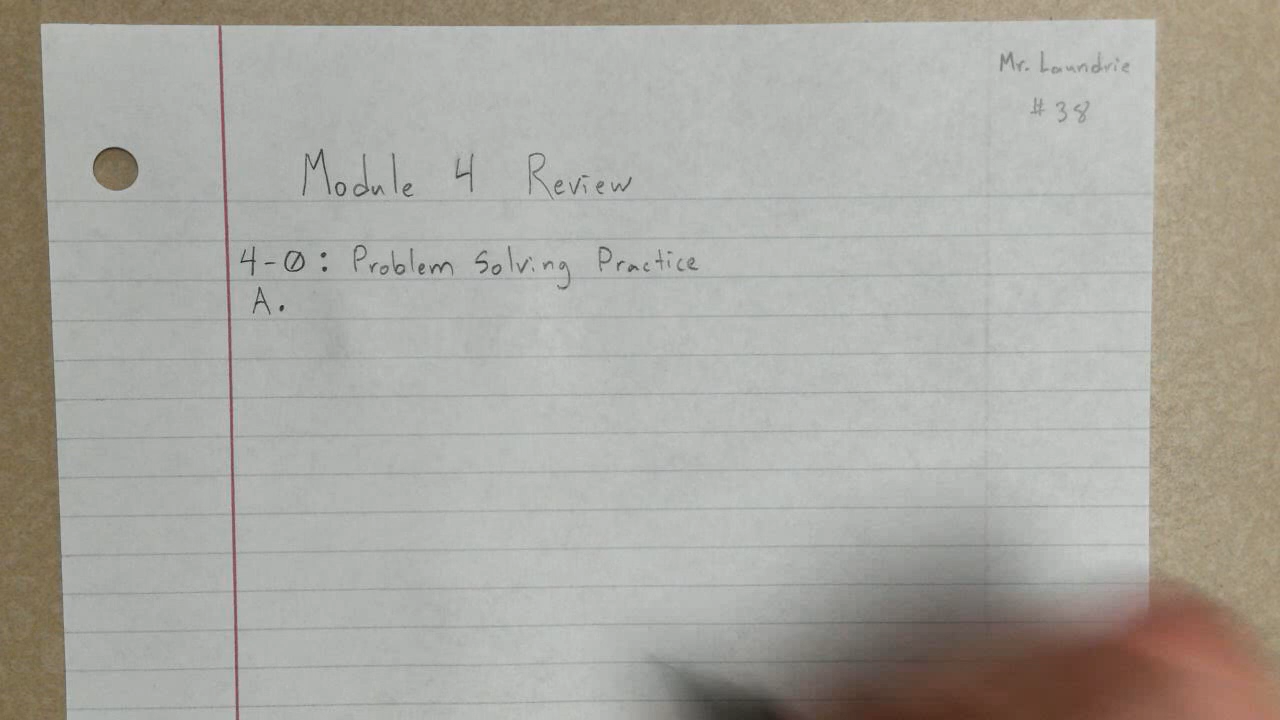 Mr. Laundrie
#38
Module 4 Review
4-0: Problem Solving Practice
A.